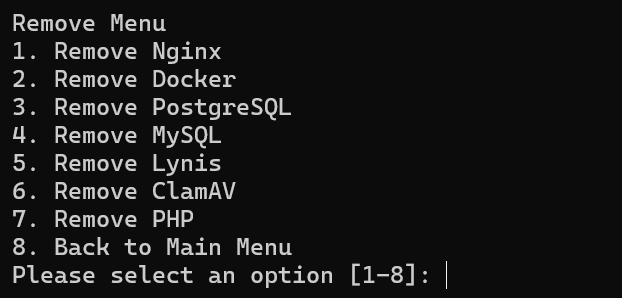 Remove Menu
1. Remove Nginx
2. Remove Docker
3. Remove PostgreSQL
4. Remove MySQL
5. Remove Lynis
6. Remove ClamAV
7. Remove PHP
8. Back to Main Menu
Please select an option [1-8]: